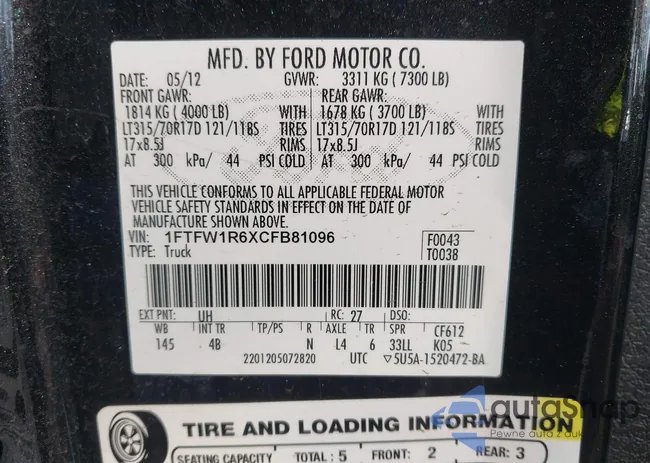 MFD. BY FORD MOTOR CO.
DATE: 05/12 GVWR: 3311 KG ( 7300 LB)
FRONT GAWR: REAR GAWR:
1814 KG ( 4000 LB) WITH 1678 KG ( 3700 LB) WITH
LT315/70R17D 121/118S TIRES LT315/70R17D 121/118S TIRES
17x8.5J RIMS 17x8.5J RIMS
AT 300 kPa/ 44 PSI COLD AT 300 kPa/ 44 PSI COLD
THIS VEHICLE CONFORMS TO ALL APPLICABLE FEDERAL MOTOR
VEHICLE SAFETY STANDARDS IN EFFECT ON THE DATE OF
MANUFACTURE SHOWN ABOVE.
VIN: 1FTFW1R6XCFB81096 F0043
TYPE: Truck T0038
EXT PNT: UH RC: 27 DSO:
WB INT TR TP/PS R AXLE TR SPR CF612
145 4B N L4 6 33LL K05
2201205072820 UTC ▽5U5A-1520472-BA
autaSnap
Pewne auta z aukcji
TIRE AND LOADING INFORMATION
SEATING CAPACITY TOTAL: 5 FRONT: 2 REAR: 3